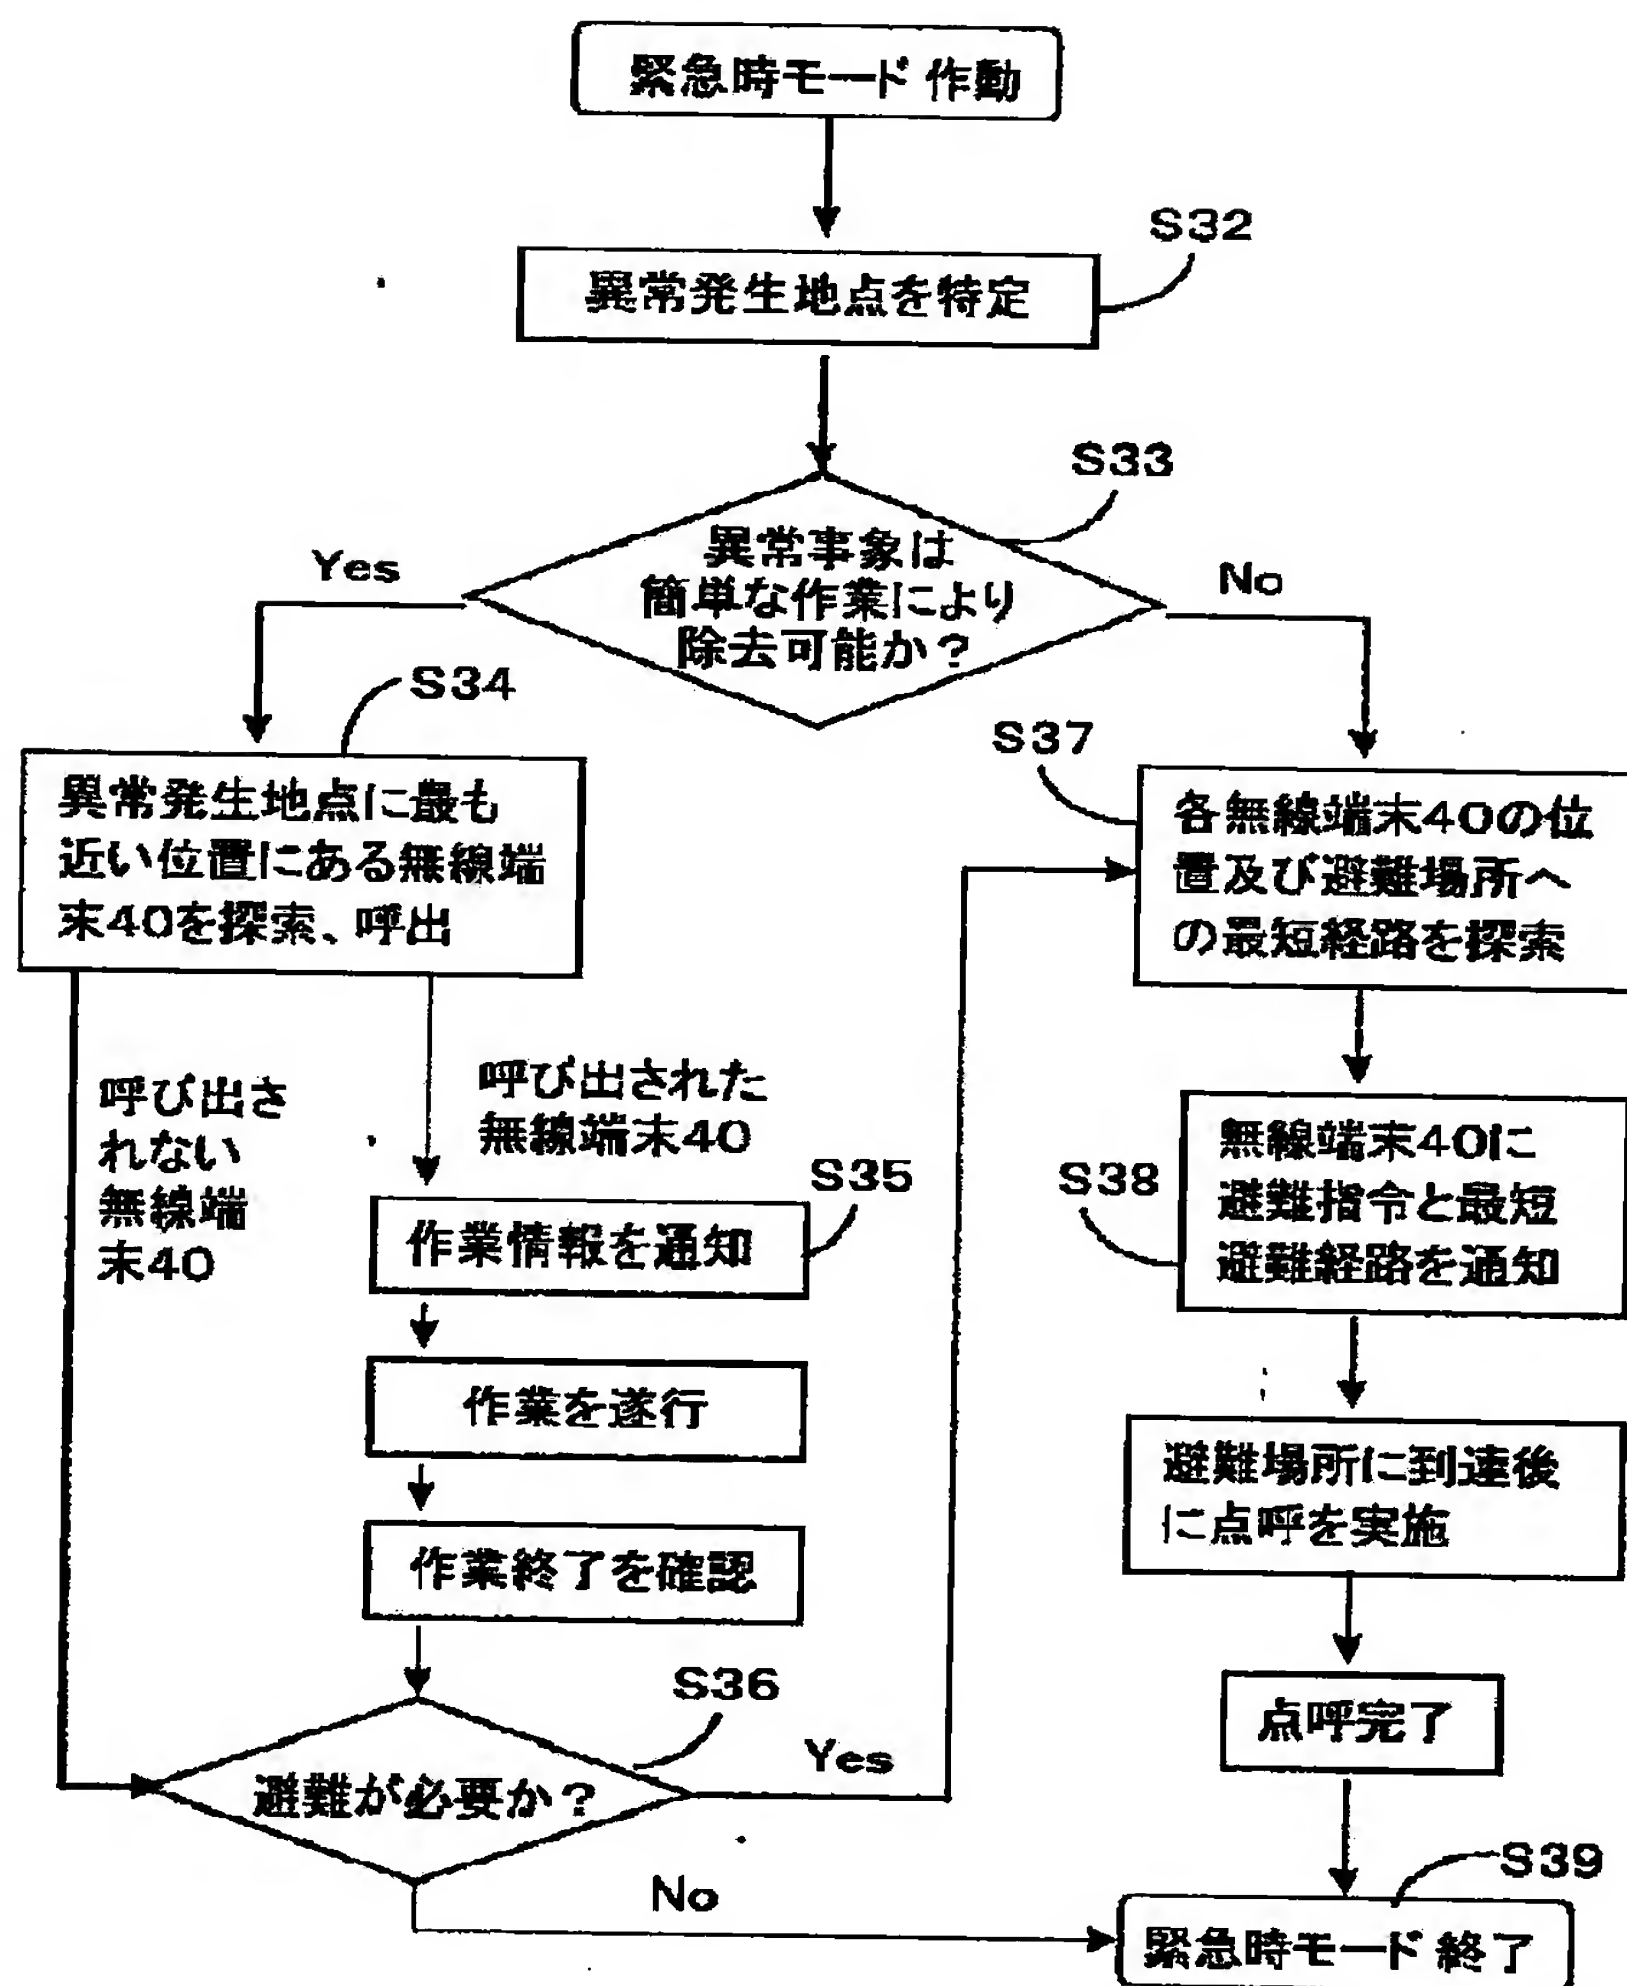 緊急時モード 作動
S32
異常発生地点を特定
S33
異常事象は
簡単な作業により
除去可能か?
Yes
No
S34
異常発生地点に最も
近い位置にある無線端
末40を探索、呼出
S37
各無線端末40の位
置及び避難場所へ
の最短経路を探索
呼び出さ
れない
無線端
末40
呼び出された
無線端末40
S35
作業情報を通知
S38
無線端末40に
避難指令と最短
避難経路を通知
作業を遂行
避難場所に到達後
に点呼を実施
作業終了を確認
S36
避難が必要か?
Yes
No
点呼完了
S39
緊急時モード 終了